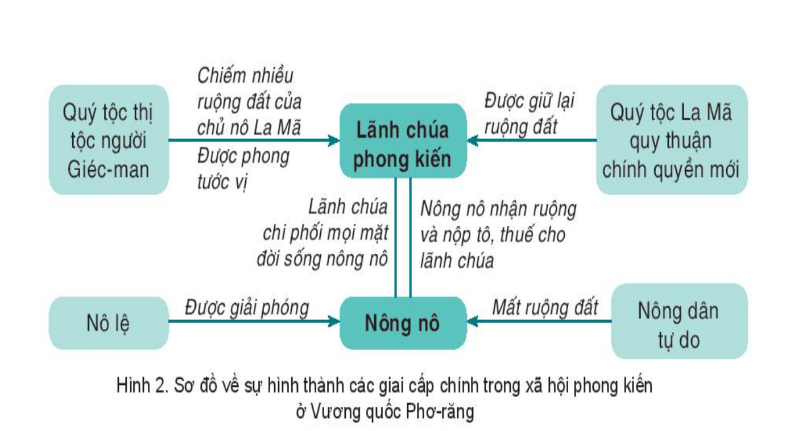 Quý tộc thị
tộc người
Giéc-man
Chiếm nhiều
ruộng đất của
chủ nô La Mã
Được phong
tước vị
Lãnh chúa
phong kiến
Được giữ lại
ruộng đất
Quý tộc La Mã
quy thuận
chính quyền mới
Lãnh chúa
chi phối mọi mặt
đời sống nông nô
Nông nô nhận ruộng
và nộp tô, thuế cho
lãnh chúa
Nô lệ
Được giải phóng
Nông nô
Mất ruộng đất
Nông dân
tự do
Hình 2. Sơ đồ về sự hình thành các giai cấp chính trong xã hội phong kiến
ở Vương quốc Phơ-răng